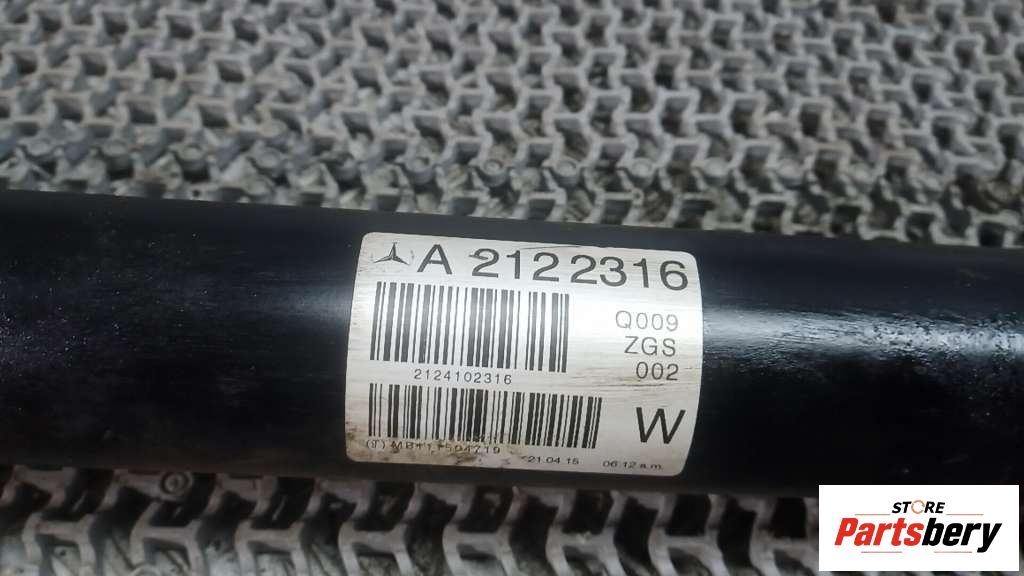 A 2122316
Q009
ZGS
002
2124102316
W
21.04.15 06:12 a.m.
STORE
Partsbery